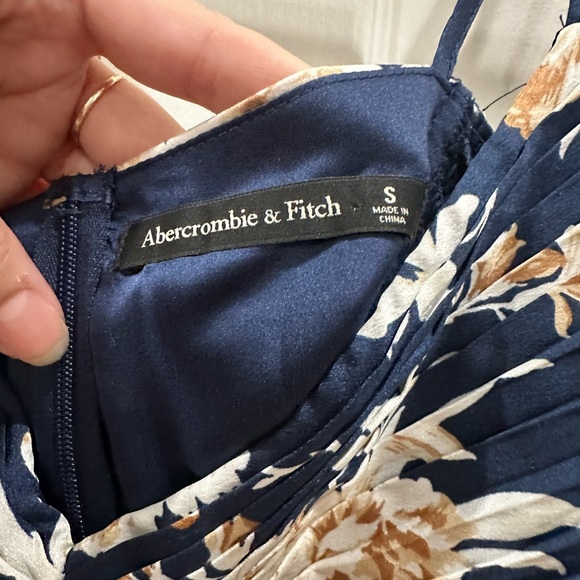 Abercrombie & Fitch
S
MADE IN
CHINA